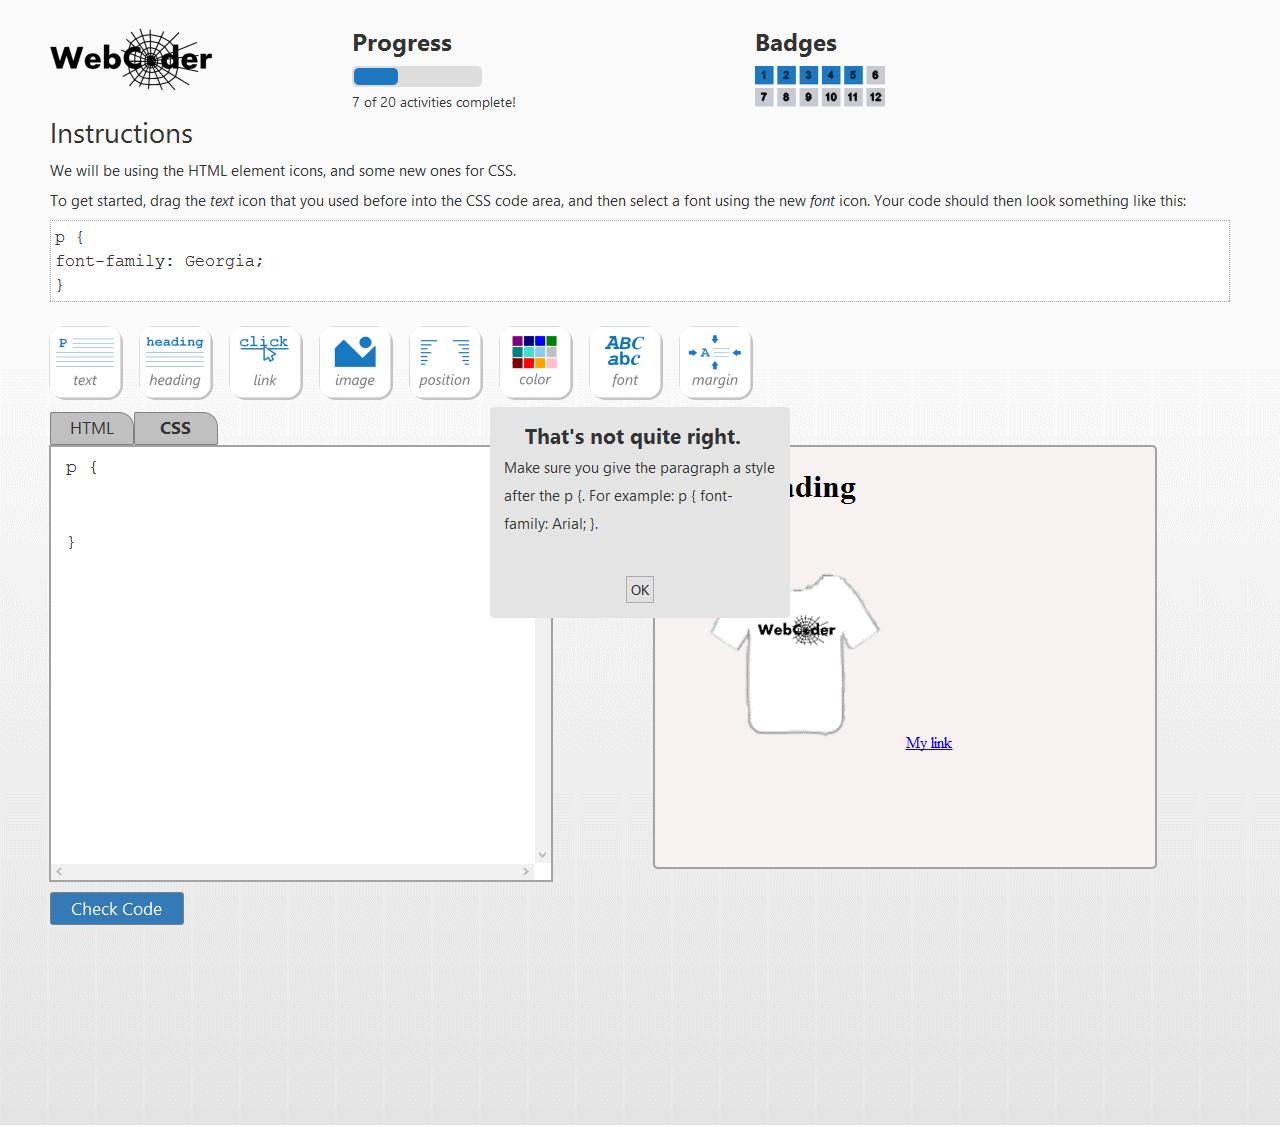 WebCoder
Progress
7 of 20 activities complete!
Badges
1 2 3 4 5 6
7 8 9 10 11 12
Instructions
We will be using the HTML element icons, and some new ones for CSS.
To get started, drag the text icon that you used before into the CSS code area, and then select a font using the new font icon. Your code should then look something like this:
p {
font-family: Georgia;
}
P
text
heading
heading
click
link
image
position
color
ABC
abc
font
A
margin
HTML
CSS
p {
}
That's not quite right.
Make sure you give the paragraph a style
after the p {. For example: p { font-
family: Arial; }.
OK
ading
WebCoder
My link
Check Code